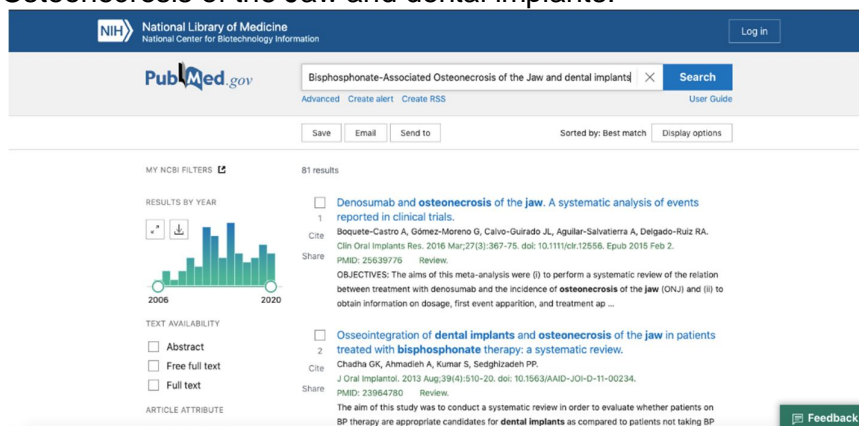 Osteonecrosis of the Jaw and dental implants.
NIH National Library of Medicine
National Center for Biotechnology Information
Log in
PubMed.gov
Bisphosphonate-Associated Osteonecrosis of the Jaw and dental implants
Search
Advanced Create alert Create RSS
User Guide
Save Email Send to
Sorted by: Best match Display options
MY NCBI FILTERS
81 results
RESULTS BY YEAR
2006 2020
TEXT AVAILABILITY
Abstract
Free full text
Full text
ARTICLE ATTRIBUTE
1
Cite
Share
Denosumab and osteonecrosis of the jaw. A systematic analysis of events
reported in clinical trials.
Boquete-Castro A, Gómez-Moreno G, Calvo-Guirado JL, Aguilar-Salvatierra A, Delgado-Ruiz RA.
Clin Oral Implants Res. 2016 Mar;27(3):367-75. doi: 10.1111/clr.12556. Epub 2015 Feb 2.
PMID: 25639776 Review.
OBJECTIVES: The aims of this meta-analysis were (i) to perform a systematic review of the relation
between treatment with denosumab and the incidence of osteonecrosis of the jaw (ONJ) and (ii) to
obtain information on dosage, first event apparition, and treatment ap ...
2
Cite
Share
Osseointegration of dental implants and osteonecrosis of the jaw in patients
treated with bisphosphonate therapy: a systematic review.
Chadha GK, Ahmadieh A, Kumar S, Sedghizadeh PP.
J Oral Implantol. 2013 Aug;39(4):510-20. doi: 10.1563/AAID-JOI-D-11-00234.
PMID: 23964780 Review.
The aim of this study was to conduct a systematic review in order to evaluate whether patients on
BP therapy are appropriate candidates for dental implants as compared to patients not taking BP
Feedback